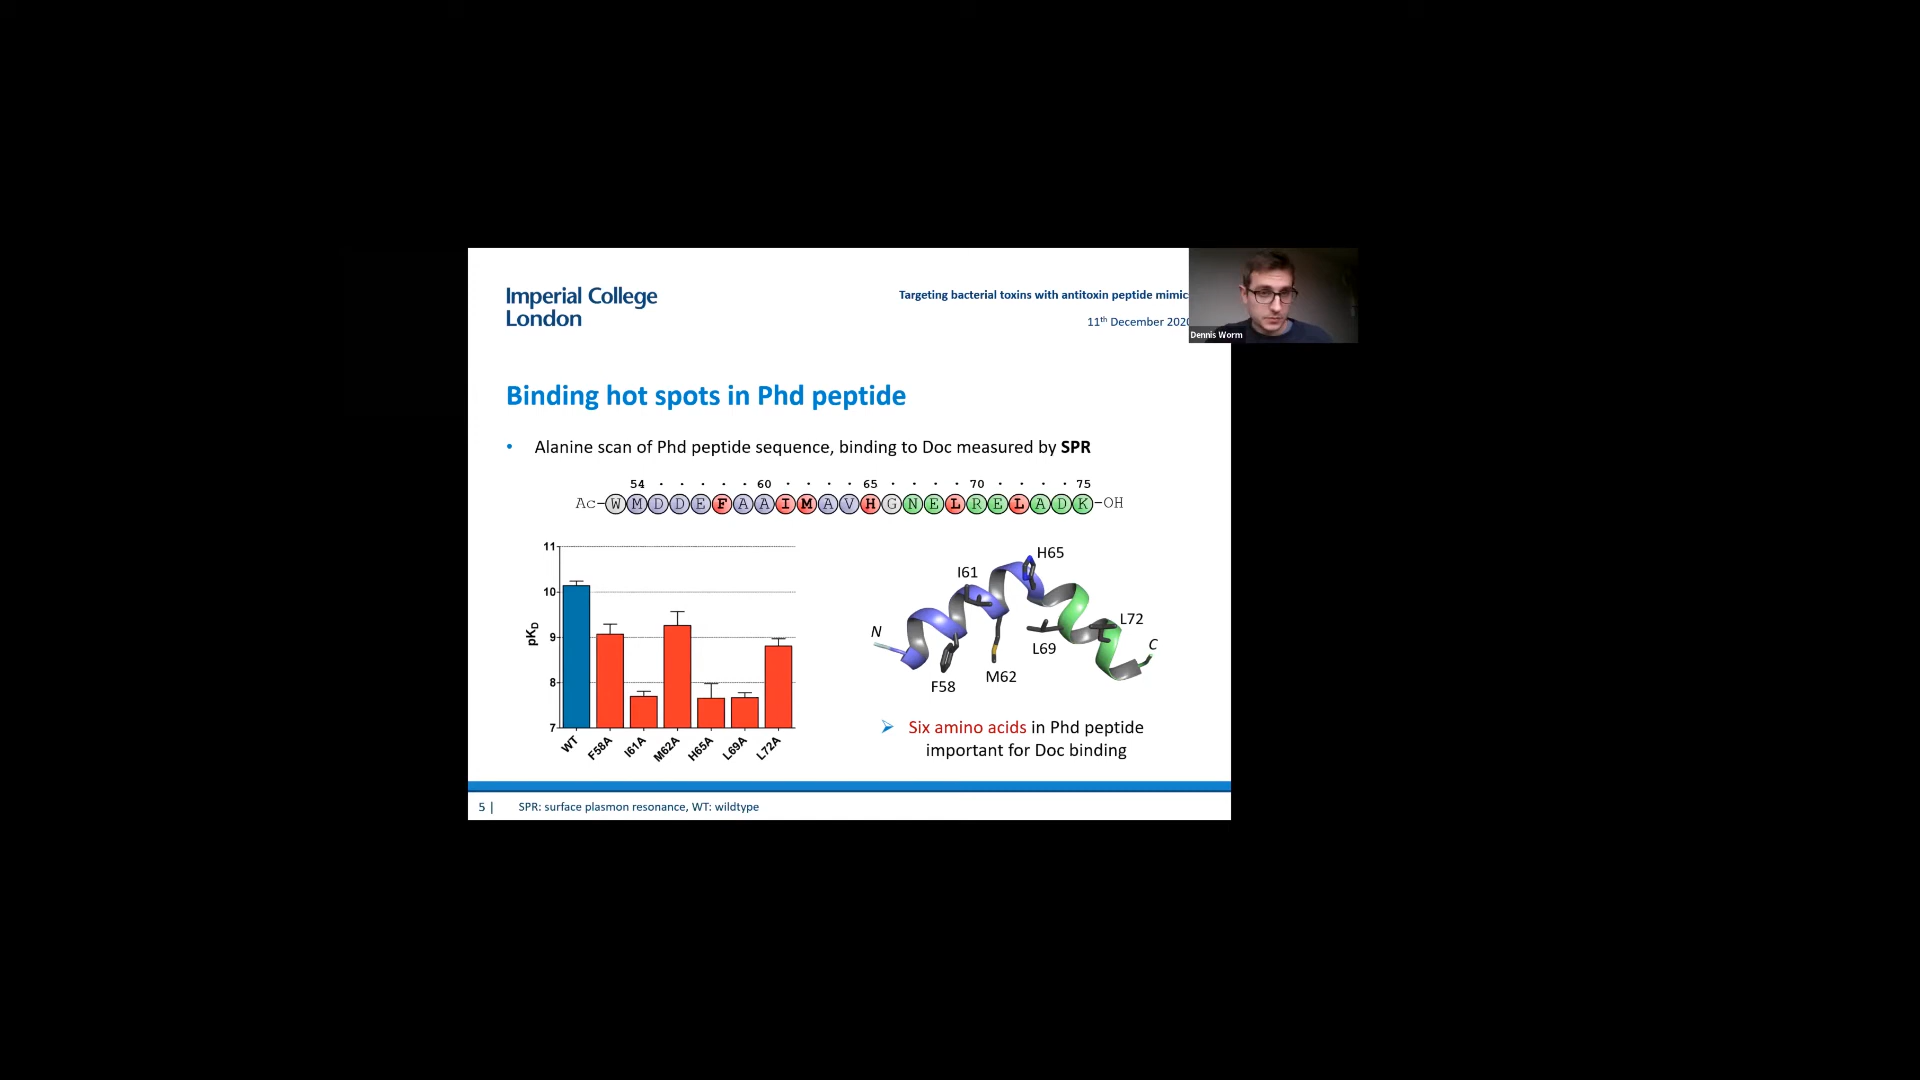 Imperial College
London
Targeting bacterial toxins with antitoxin peptide mimic
11th December 2020
Dennis Worm
Binding hot spots in Phd peptide
• Alanine scan of Phd peptide sequence, binding to Doc measured by SPR
54 · · · · · 60 · · · · 65 · · · · 70 · · · · 75
Ac-WMDDEFAAIMAVHGNELRELADK-OH
11
10
9
8
7
pKD
WT
F58A
I61A
M62A
H65A
L69A
L72A
H65
I61
L72
N
C
L69
M62
F58
➢ Six amino acids in Phd peptide
important for Doc binding
5 | SPR: surface plasmon resonance, WT: wildtype